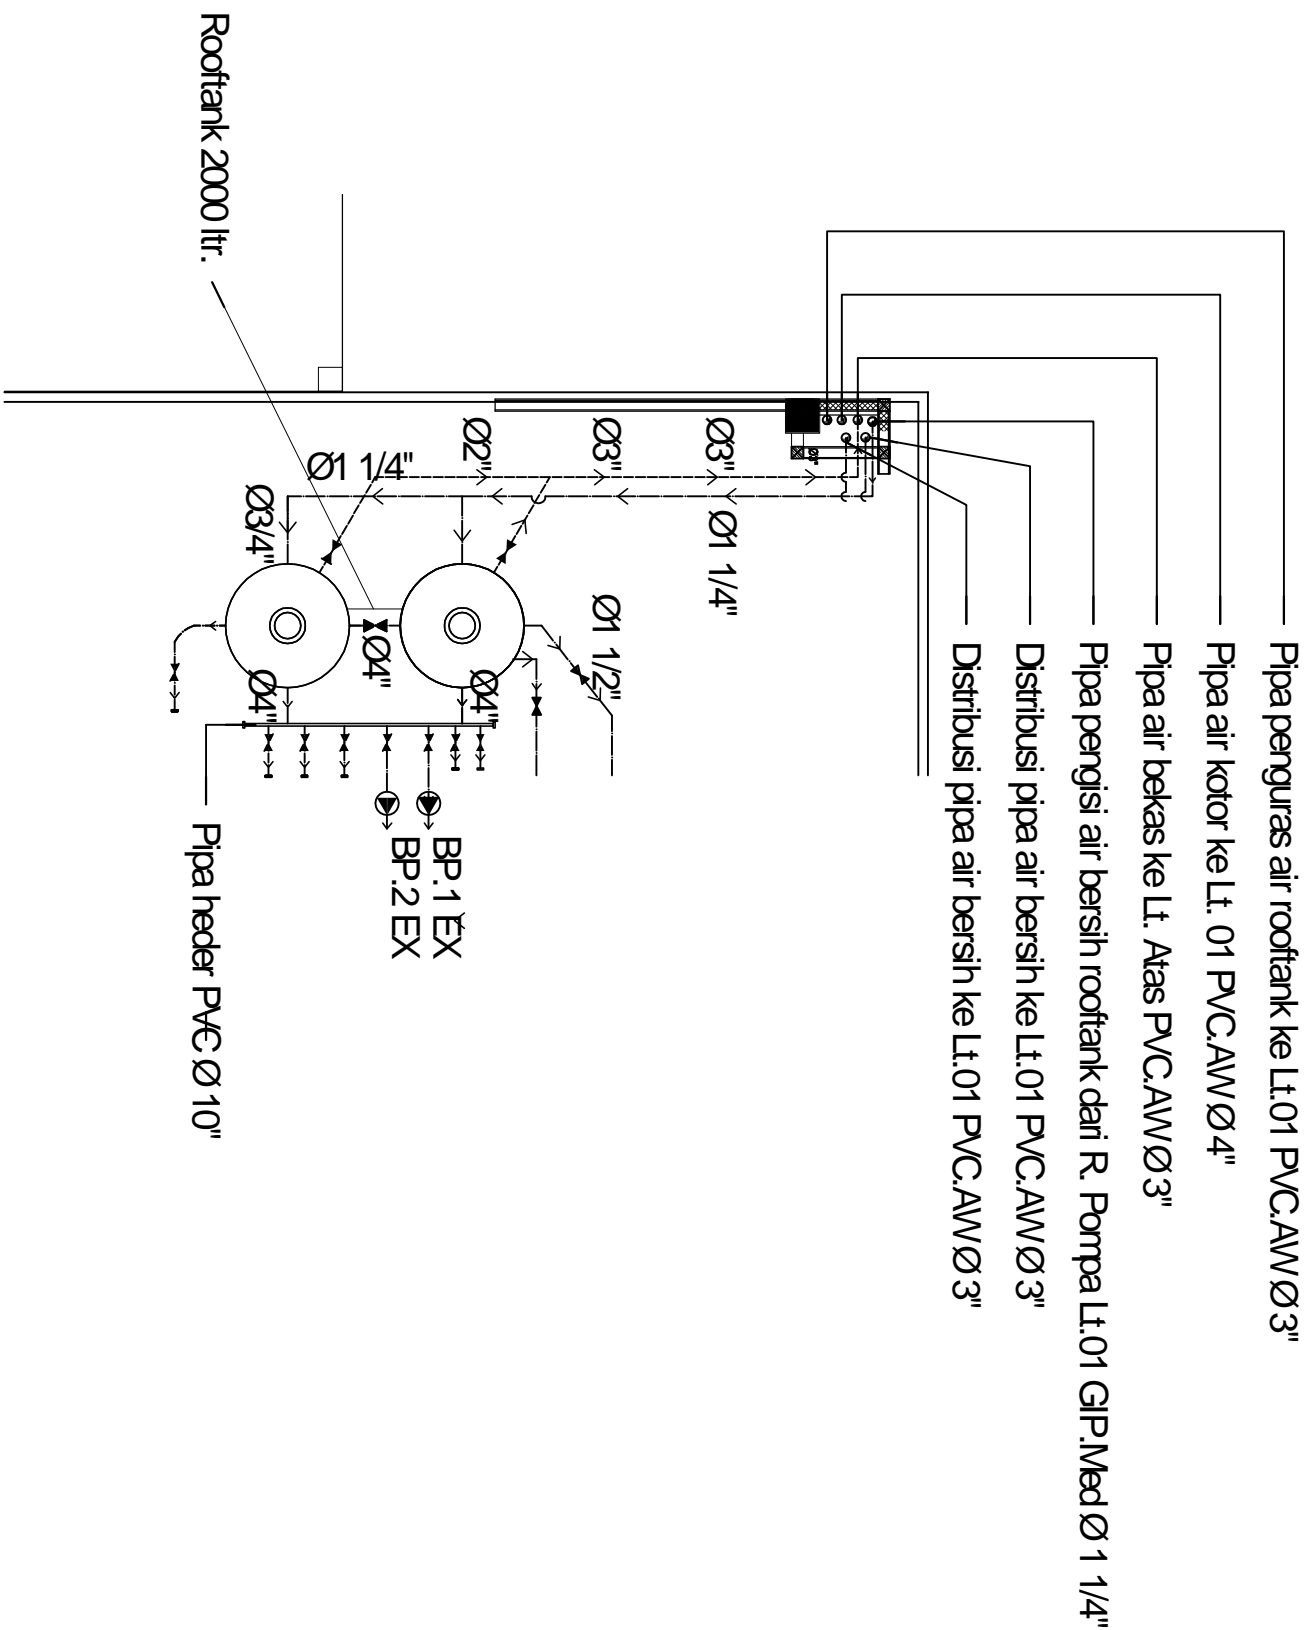 Pipa penguras air rooftank ke Lt.01 PVC.AW Ø 3"
Pipa air kotor ke Lt. 01 PVC.AW Ø 4"
Pipa air bekas ke Lt. Atas PVC.AW Ø 3"
Pipa pengisi air bersih rooftank dari R. Pompa Lt.01 GIP.Med Ø 1 1/4"
Distribusi pipa air bersih ke Lt.01 PVC.AW Ø 3"
Distribusi pipa air bersih ke Lt.01 PVC.AW Ø 3"
Ø3"
Ø1 1/4"
Ø3"
Ø1 1/2"
Ø2"
Ø4"
BP.1 EX
BP.2 EX
Ø1 1/4"
Ø4"
Ø3/4"
Ø4"
Rooftank 2000 ltr.
Pipa heder PVC Ø 10"